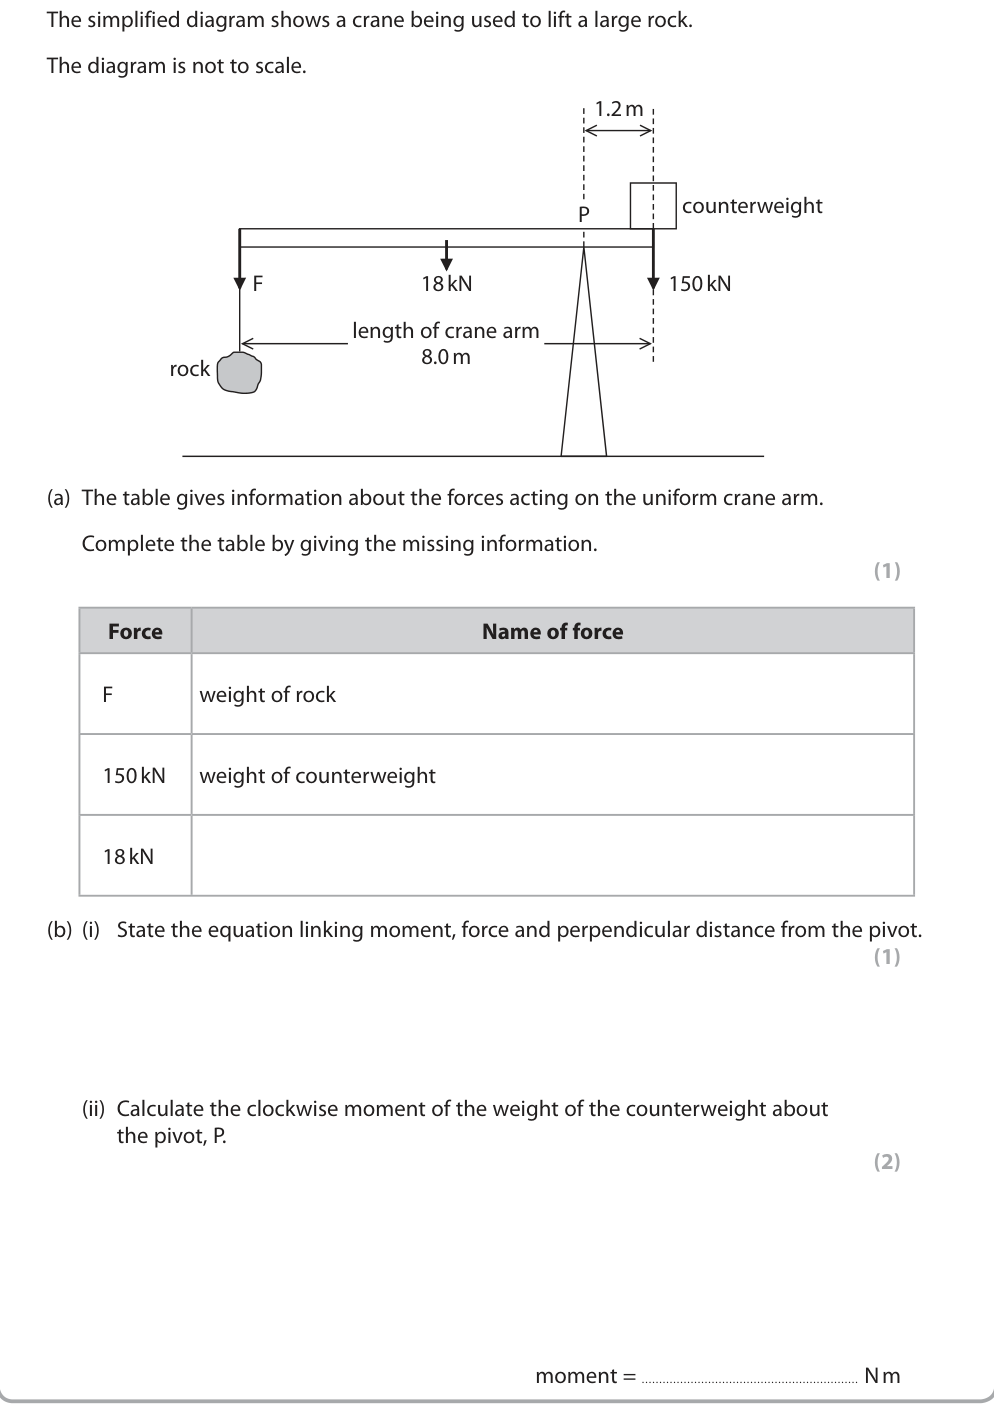 The simplified diagram shows a crane being used to lift a large rock.
The diagram is not to scale.
1.2 m
P
counterweight
F
18 kN
150 kN
length of crane arm
8.0 m
rock
(a) The table gives information about the forces acting on the uniform crane arm.
Complete the table by giving the missing information.
(1)
Force Name of force
F weight of rock
150 kN weight of counterweight
18 kN
(b) (i) State the equation linking moment, force and perpendicular distance from the pivot.
(1)
(ii) Calculate the clockwise moment of the weight of the counterweight about
the pivot, P.
(2)
moment = ............................................................ N m